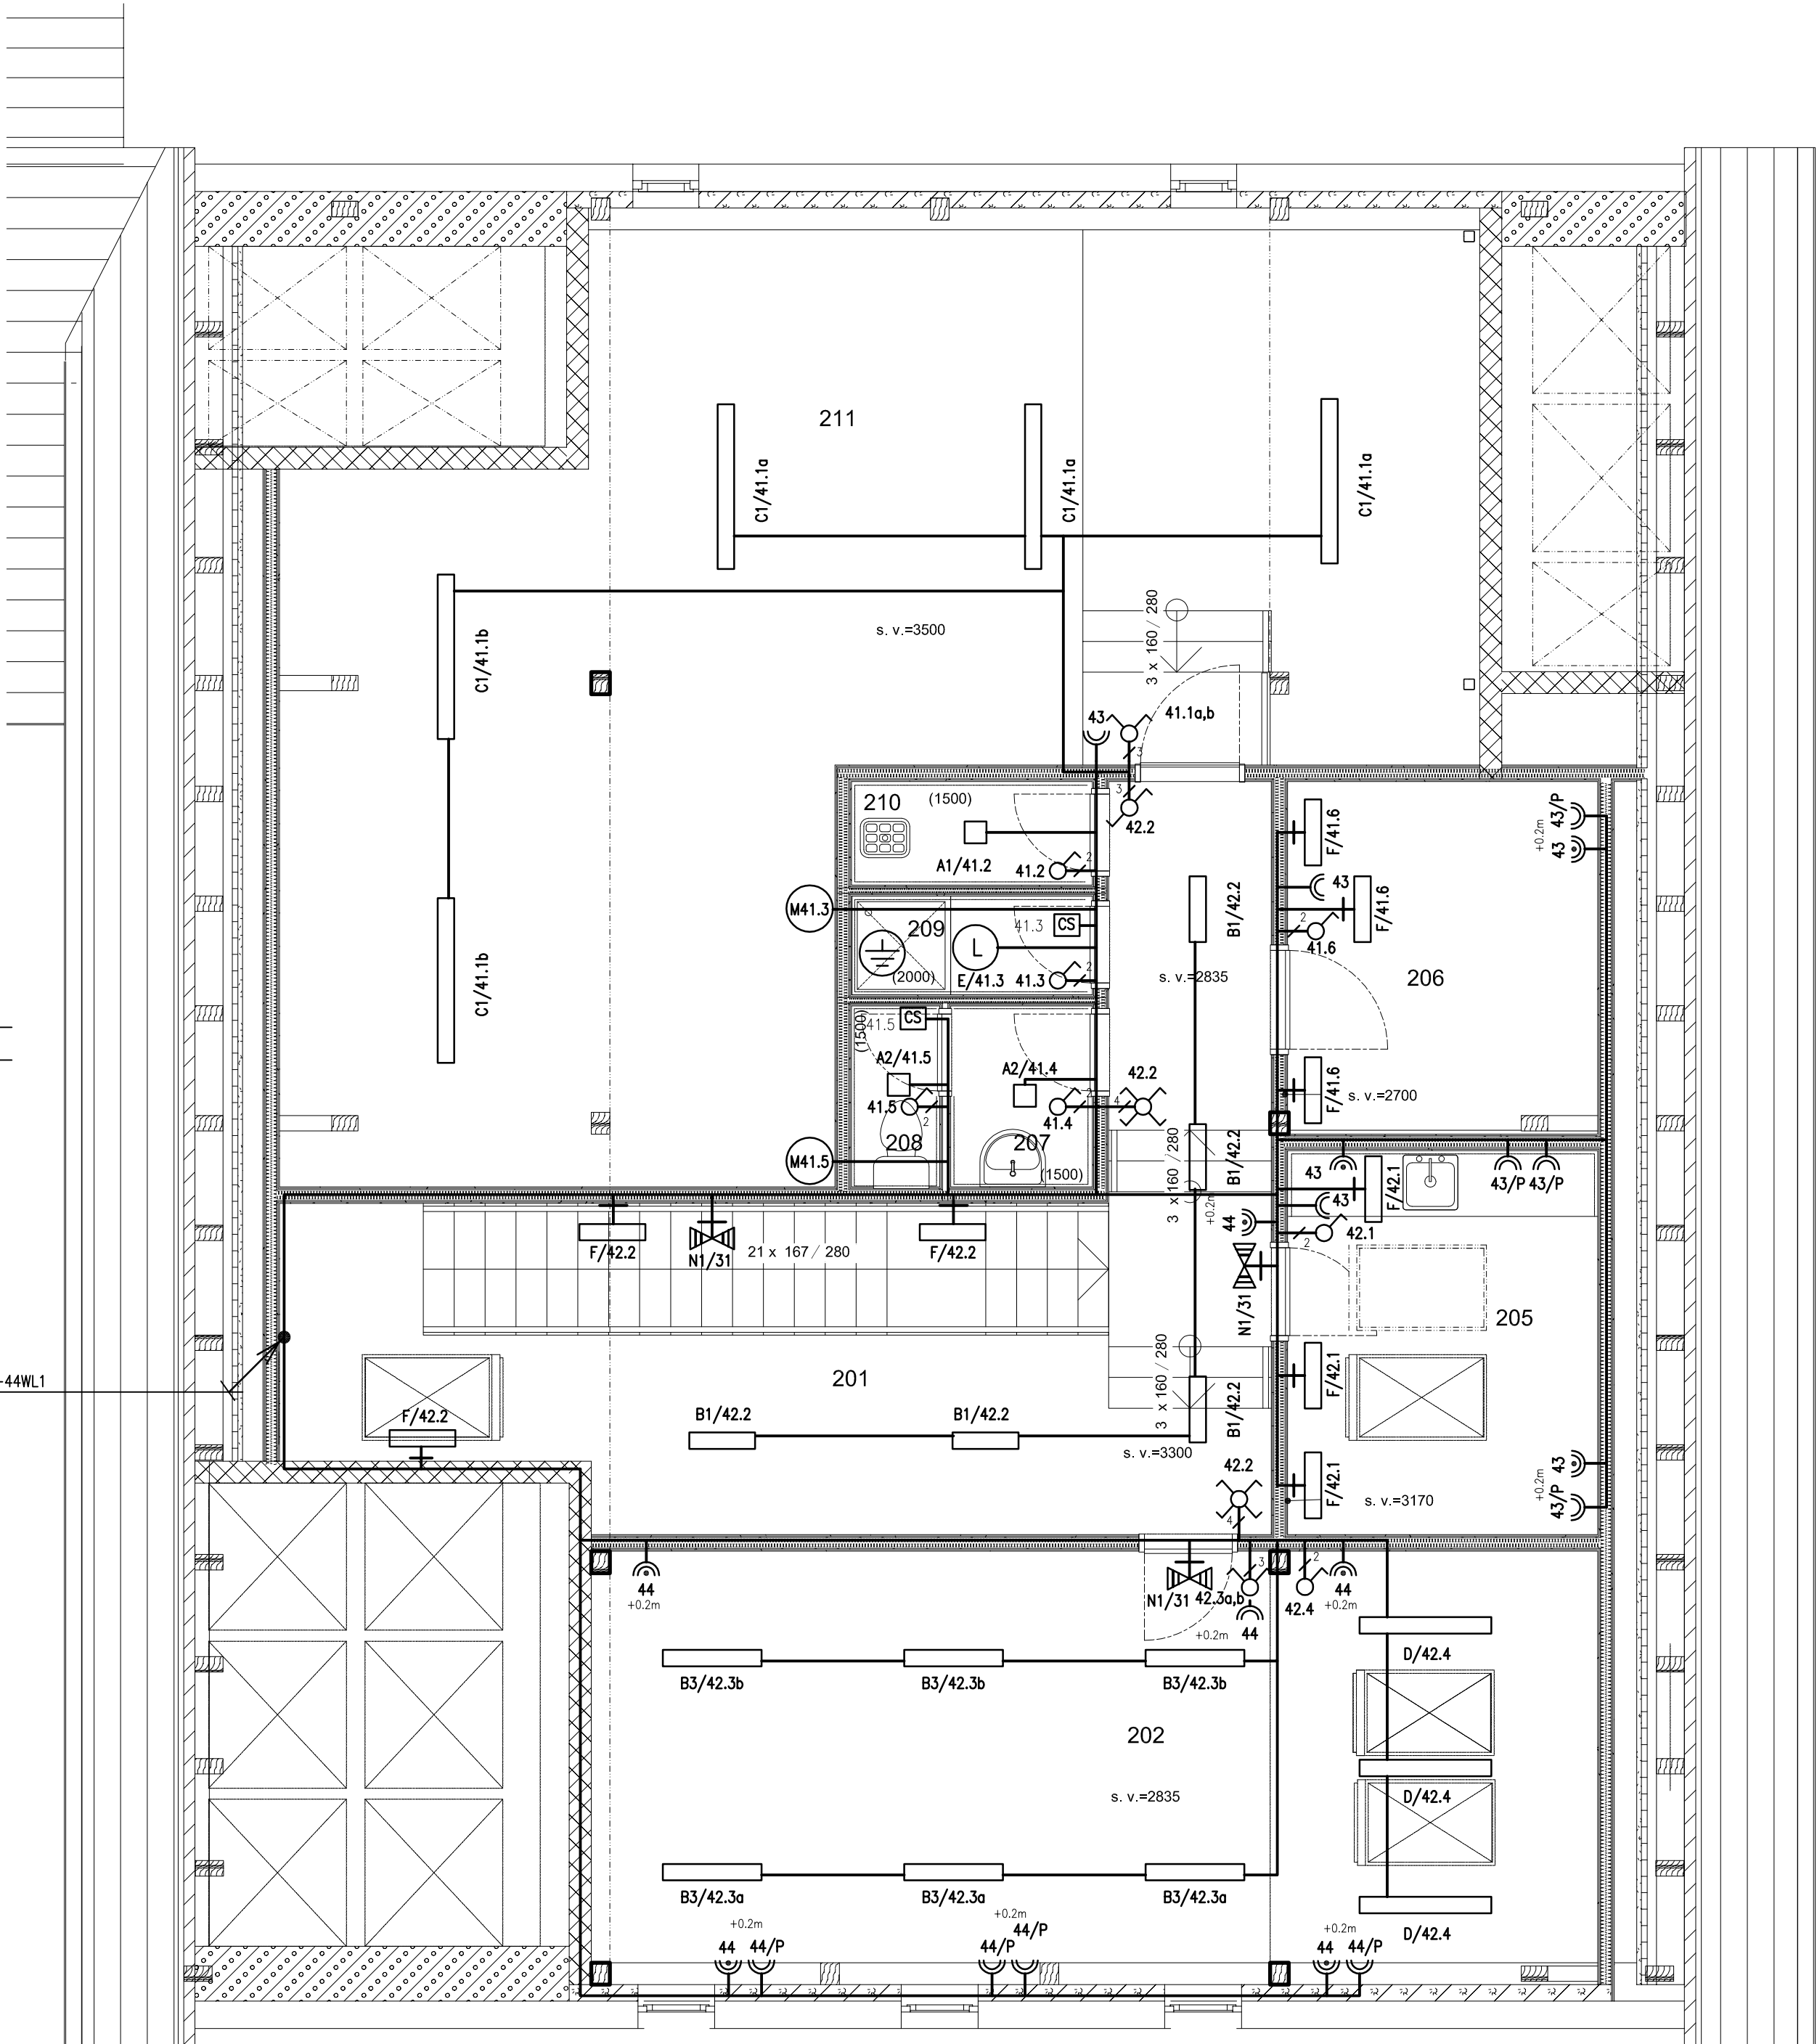 211
C1/41.1a
C1/41.1a
C1/41.1a
3 x 160 / 280
s. v.=3500
C1/41.1b
43
41.1a,b
3
210
(1500)
3
42.2
A1/41.2
41.2
2
F/41.6
43/P
+0.2m
43
M41.3
209
41.3
CS
L
(2000)
E/41.3
41.3
2
B1/42.2
s. v.=2835
43
F/41.6
2
41.6
206
C1/41.1b
(1500)
41.5
CS
A2/41.5
A2/41.4
41.5
2
41.4
2
4
42.2
F/41.6
s. v.=2700
208
207
(1500)
M41.5
3 x 160 / 280
B1/42.2
+0.2m
43
F/42.1
43/P
43/P
43
44
2
42.1
F/42.2
N1/31
21 x 167 / 280
F/42.2
N1/31
205
-44WL1
201
3 x 160 / 280
F/42.1
F/42.2
B1/42.2
B1/42.2
B1/42.2
s. v.=3300
42.2
4
F/42.1
s. v.=3170
43
+0.2m
43/P
44
+0.2m
N1/31
42.3a,b
3
44
+0.2m
2
42.4
44
+0.2m
D/42.4
B3/42.3b
B3/42.3b
B3/42.3b
202
s. v.=2835
D/42.4
B3/42.3a
B3/42.3a
B3/42.3a
D/42.4
+0.2m
44
44/P
+0.2m
44/P
44/P
+0.2m
44
44/P